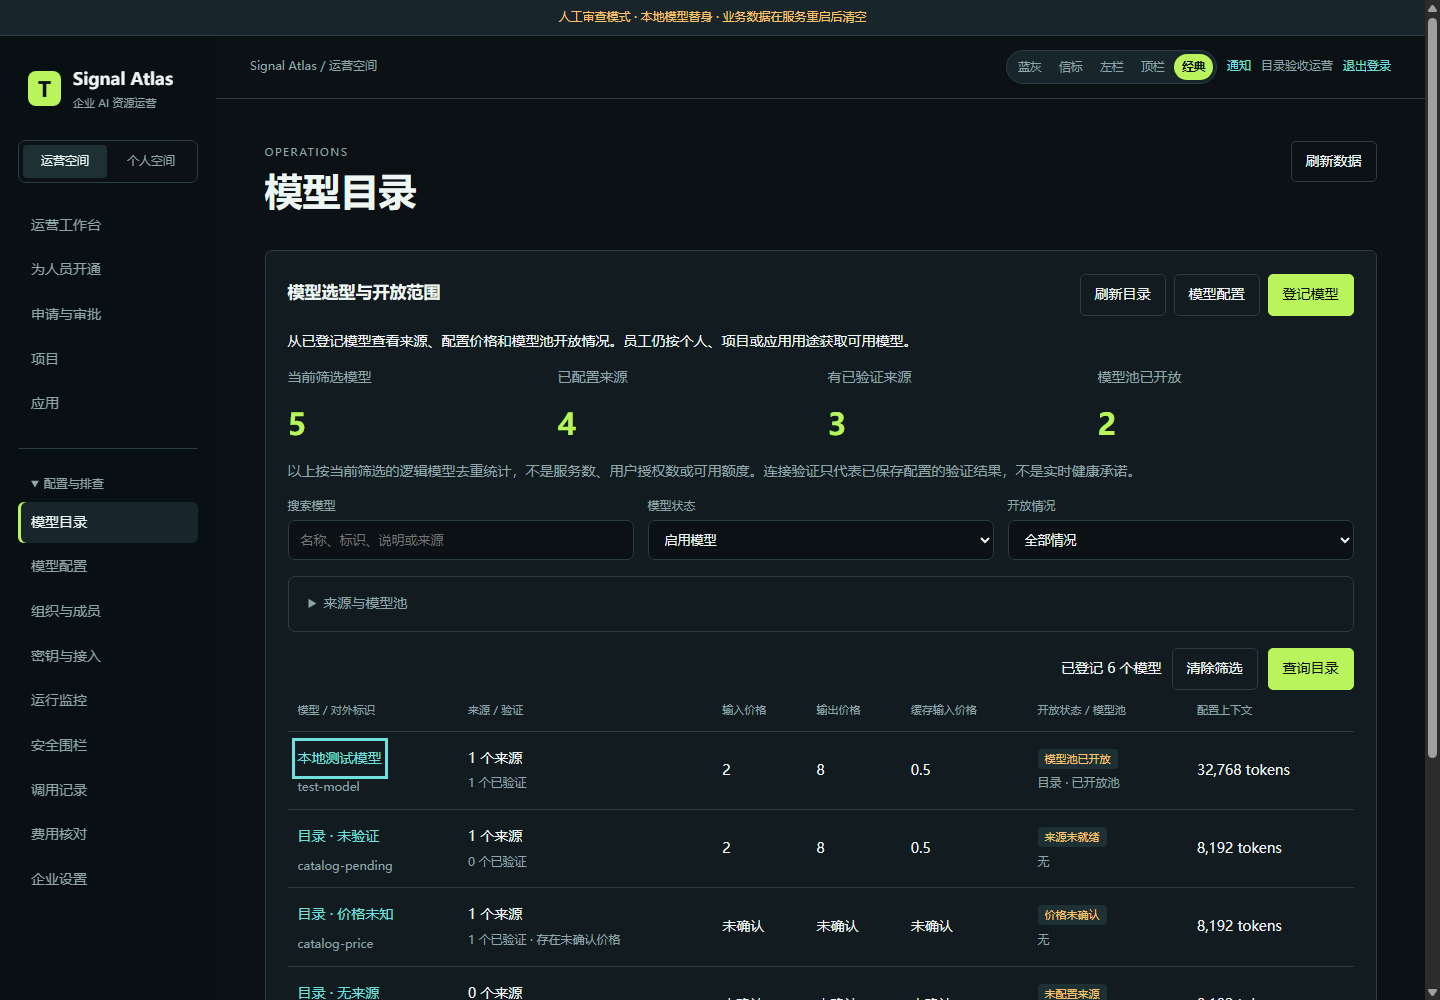 人工审查模式 · 本地模型替身 · 业务数据在服务重启后清空
T
Signal Atlas
企业 AI 资源运营
Signal Atlas / 运营空间
蓝灰 信标 左栏 顶栏 经典 通知 目录验收运营 退出登录
运营空间 个人空间
运营工作台
为人员开通
申请与审批
项目
应用
▼ 配置与排查
模型目录
模型配置
组织与成员
密钥与接入
运行监控
安全围栏
调用记录
费用核对
企业设置
OPERATIONS
模型目录
刷新数据
模型选型与开放范围
刷新目录 模型配置 登记模型
从已登记模型查看来源、配置价格和模型池开放情况。员工仍按个人、项目或应用用途获取可用模型。
当前筛选模型 已配置来源 有已验证来源 模型池已开放
5 4 3 2
以上按当前筛选的逻辑模型去重统计，不是服务数、用户授权数或可用额度。连接验证只代表已保存配置的验证结果，不是实时健康承诺。
搜索模型 模型状态 开放情况
名称、标识、说明或来源 启用模型 全部情况
▶ 来源与模型池
已登记 6 个模型 清除筛选 查询目录
模型 / 对外标识 来源 / 验证 输入价格 输出价格 缓存输入价格 开放状态 / 模型池 配置上下文
本地测试模型 1 个来源 2 8 0.5 模型池已开放 32,768 tokens
test-model 1 个已验证 目录 · 已开放池
目录 · 未验证 1 个来源 2 8 0.5 来源未就绪 8,192 tokens
catalog-pending 0 个已验证 无
目录 · 价格未知 1 个来源 未确认 未确认 未确认 价格未确认 8,192 tokens
catalog-price 1 个已验证 · 存在未确认价格 无
目录 · 无来源 0 个来源 未配置来源